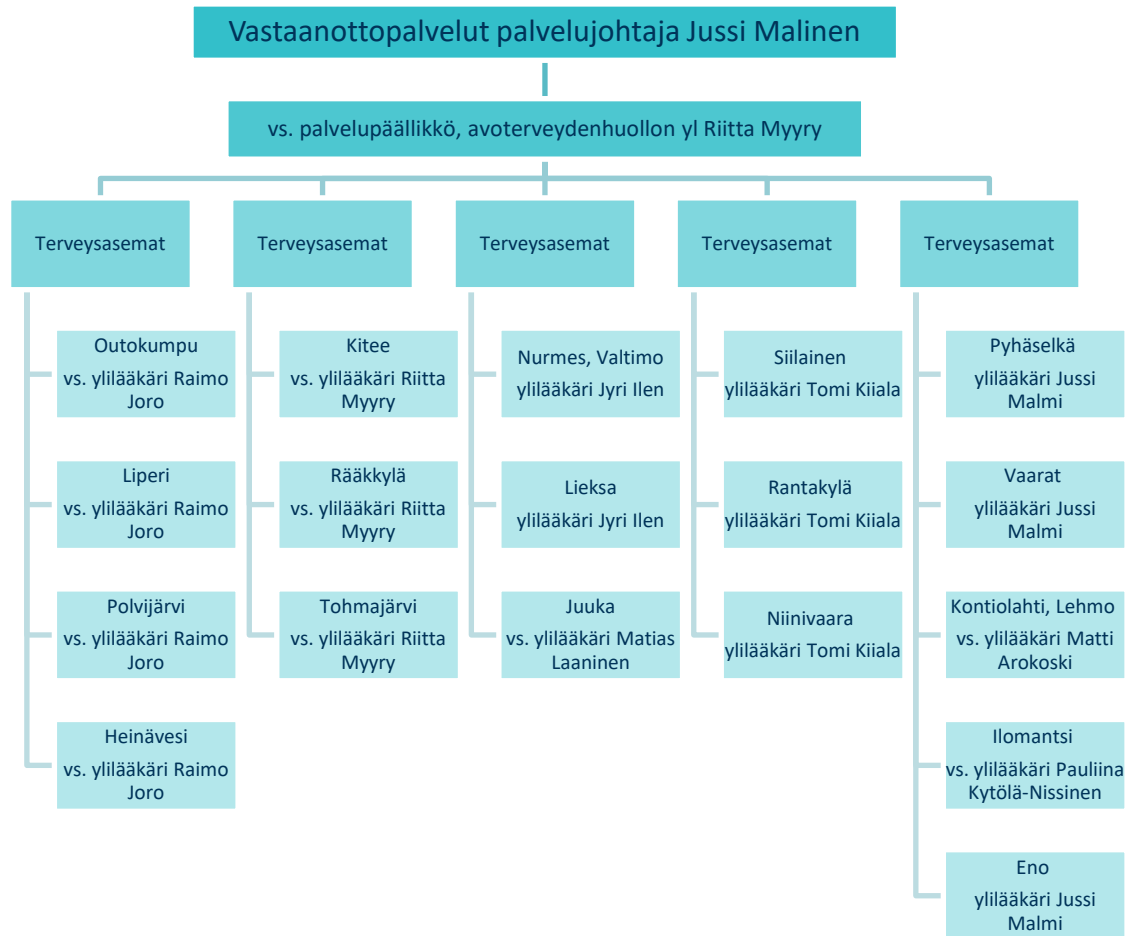 Vastaanottopalvelut palvelujohtaja Jussi Malinen
vs. palvelupäällikkö, avoterveydenhuollon yl Riitta Myyry
Terveysasemat
Outokumpu
vs. ylilääkäri Raimo
Joro
Liperi
vs. ylilääkäri Raimo
Joro
Polvijärvi
vs. ylilääkäri Raimo
Joro
Heinävesi
vs. ylilääkäri Raimo
Joro
Terveysasemat
Kitee
vs. ylilääkäri Riitta
Myyry
Rääkkylä
vs. ylilääkäri Riitta
Myyry
Tohmajärvi
vs. ylilääkäri Riitta
Myyry
Terveysasemat
Nurmes, Valtimo
ylilääkäri Jyri Ilen
Lieksa
ylilääkäri Jyri Ilen
Juuka
vs. ylilääkäri Matias
Laaninen
Terveysasemat
Siilainen
ylilääkäri Tomi Kiiala
Rantakylä
ylilääkäri Tomi Kiiala
Niinivaara
ylilääkäri Tomi Kiiala
Terveysasemat
Pyhäselkä
ylilääkäri Jussi
Malmi
Vaarat
ylilääkäri Jussi
Malmi
Kontiolahti, Lehmo
vs. ylilääkäri Matti
Arokoski
Ilomantsi
vs. ylilääkäri Pauliina
Kytölä-Nissinen
Eno
ylilääkäri Jussi
Malmi